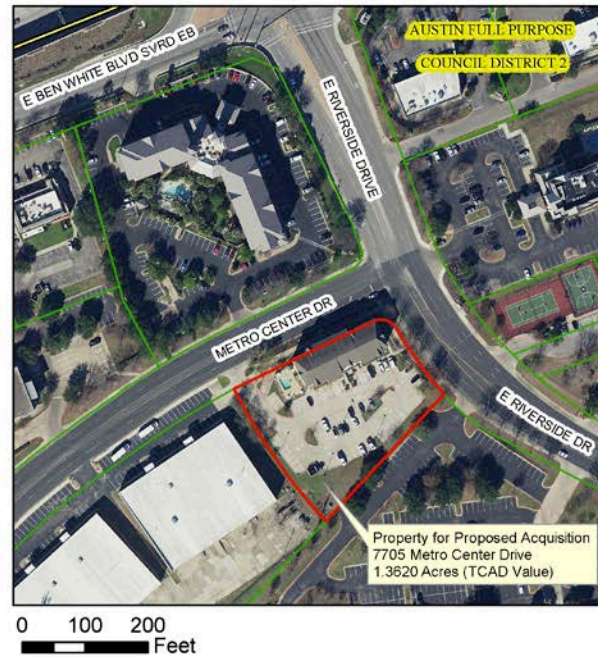 AUSTIN FULL PURPOSE
COUNCIL DISTRICT 2
E BEN WHITE BLVD SVRD EB
E RIVERSIDE DRIVE
METRO CENTER DR
E RIVERSIDE DR
Property for Proposed Acquisition
7705 Metro Center Drive
1.3620 Acres (TCAD Value)
0 100 200
Feet